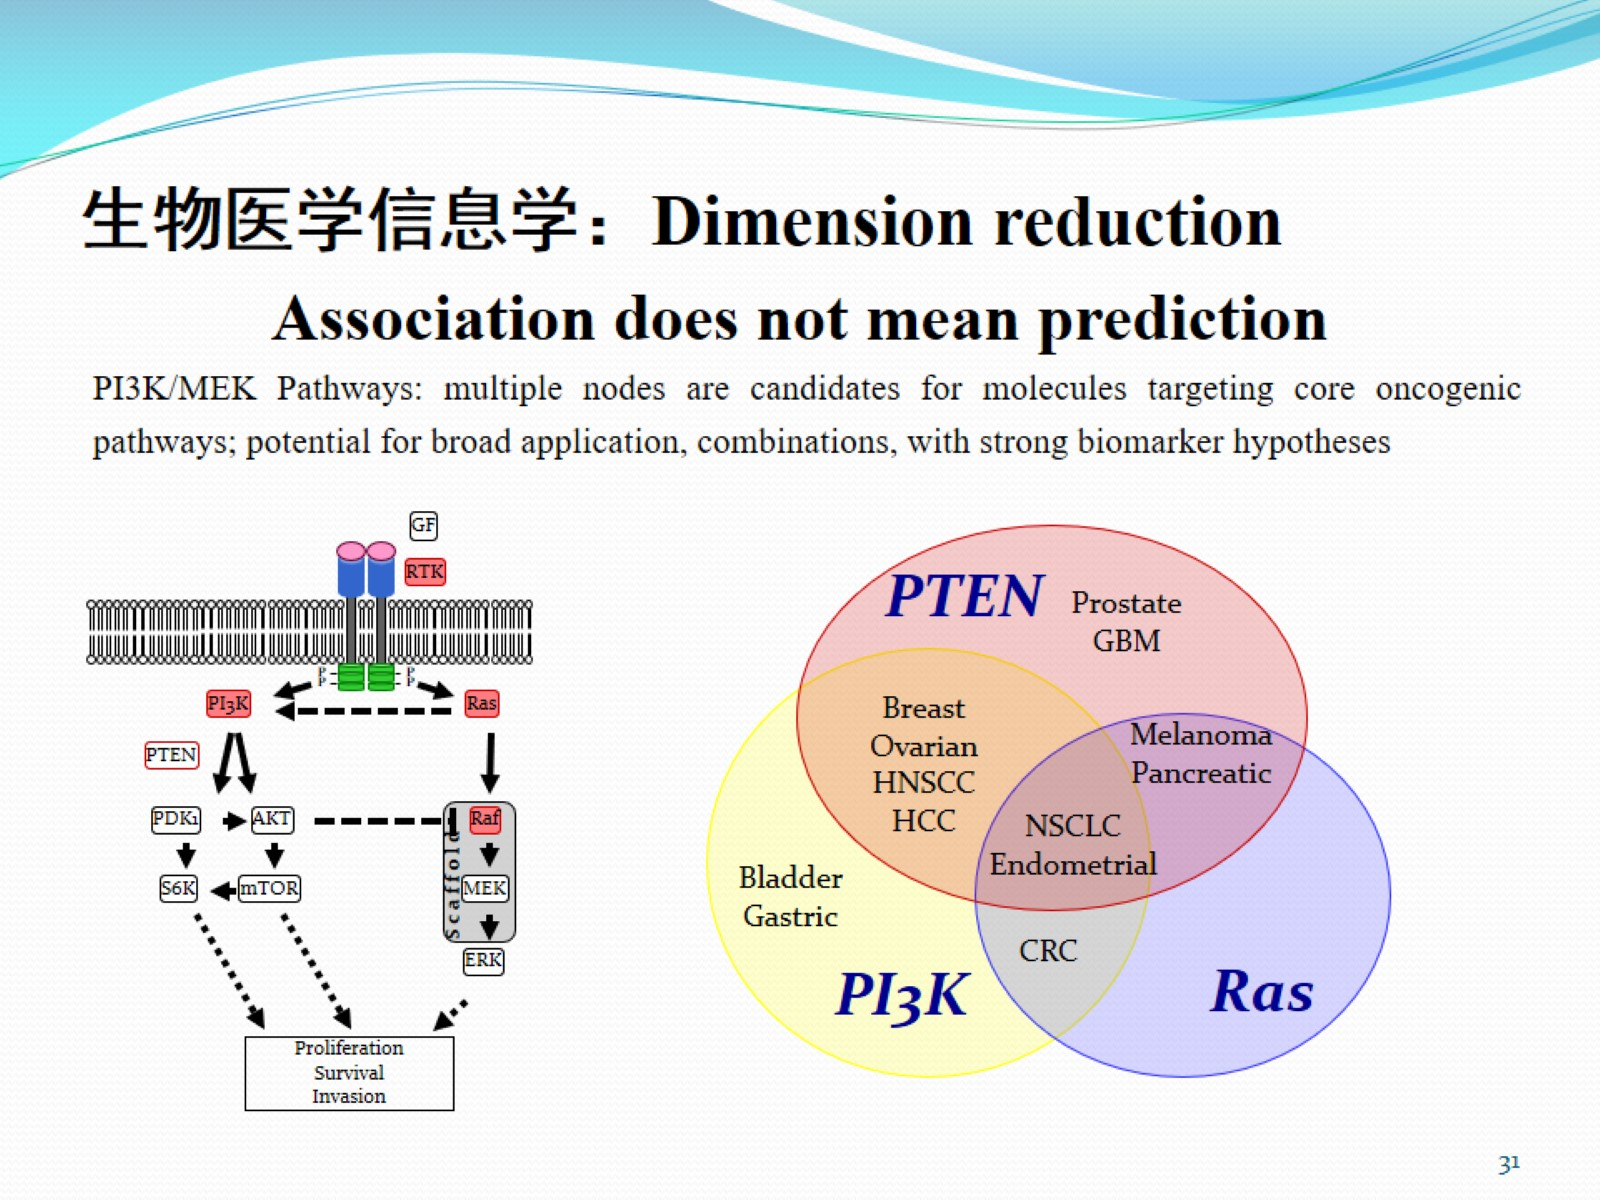 生物医学信息学：Dimension reduction
Association does not mean prediction
PI3K/MEK Pathways: multiple nodes are candidates for molecules targeting core oncogenic
pathways; potential for broad application, combinations, with strong biomarker hypotheses
GF
RTK
P
P
P
P
PI3K
Ras
PTEN
PDK1
AKT
Raf
Scaffold
S6K
mTOR
MEK
ERK
Proliferation
Survival
Invasion
PTEN
Prostate
GBM
Breast
Ovarian
HNSCC
HCC
Melanoma
Pancreatic
NSCLC
Endometrial
Bladder
Gastric
CRC
PI3K
Ras
31